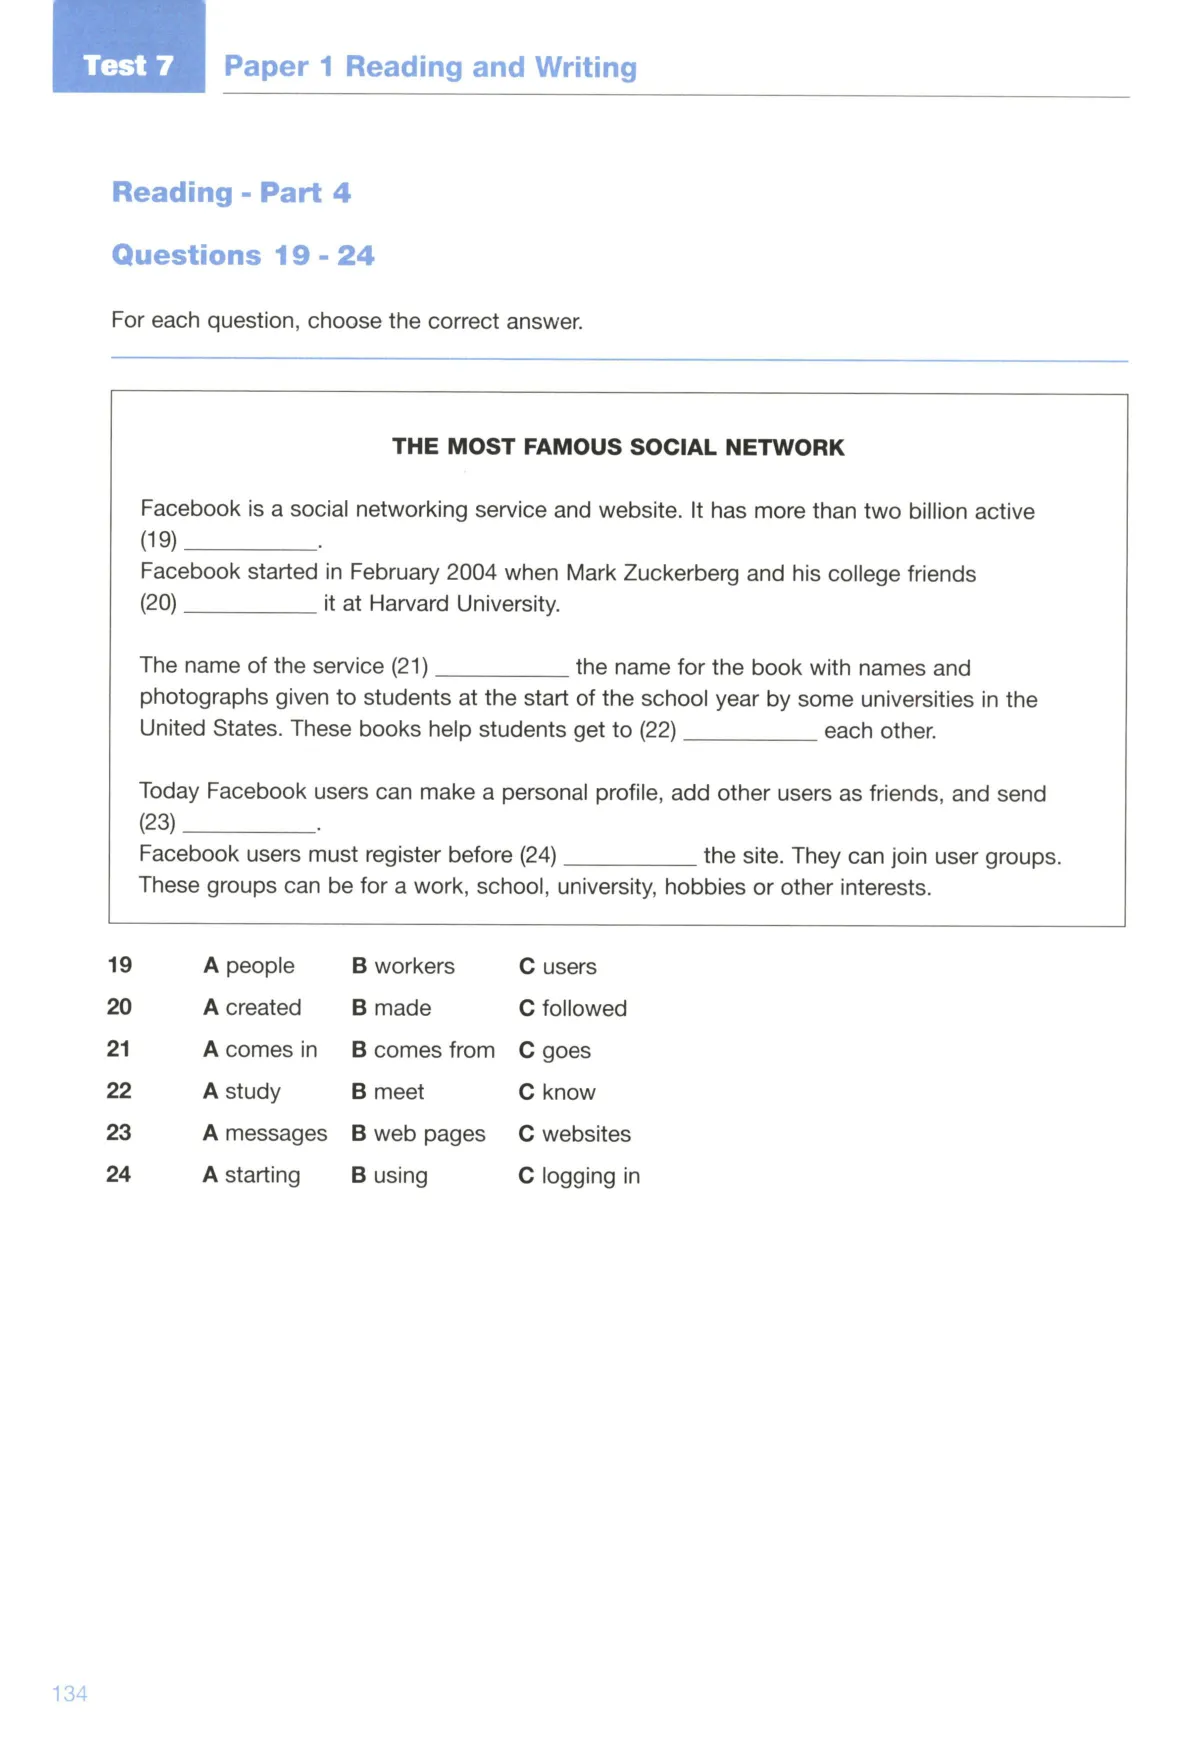 Test 7
Paper 1 Reading and Writing
Reading - Part 4
Questions 19 - 24
For each question, choose the correct answer.
THE MOST FAMOUS SOCIAL NETWORK
Facebook is a social networking service and website. It has more than two billion active
(19) ___________.
Facebook started in February 2004 when Mark Zuckerberg and his college friends
(20) ___________ it at Harvard University.
The name of the service (21) ___________ the name for the book with names and
photographs given to students at the start of the school year by some universities in the
United States. These books help students get to (22) ___________ each other.
Today Facebook users can make a personal profile, add other users as friends, and send
(23) ___________.
Facebook users must register before (24) ___________ the site. They can join user groups.
These groups can be for a work, school, university, hobbies or other interests.
19 A people B workers C users
20 A created B made C followed
21 A comes in B comes from C goes
22 A study B meet C know
23 A messages B web pages C websites
24 A starting B using C logging in
134